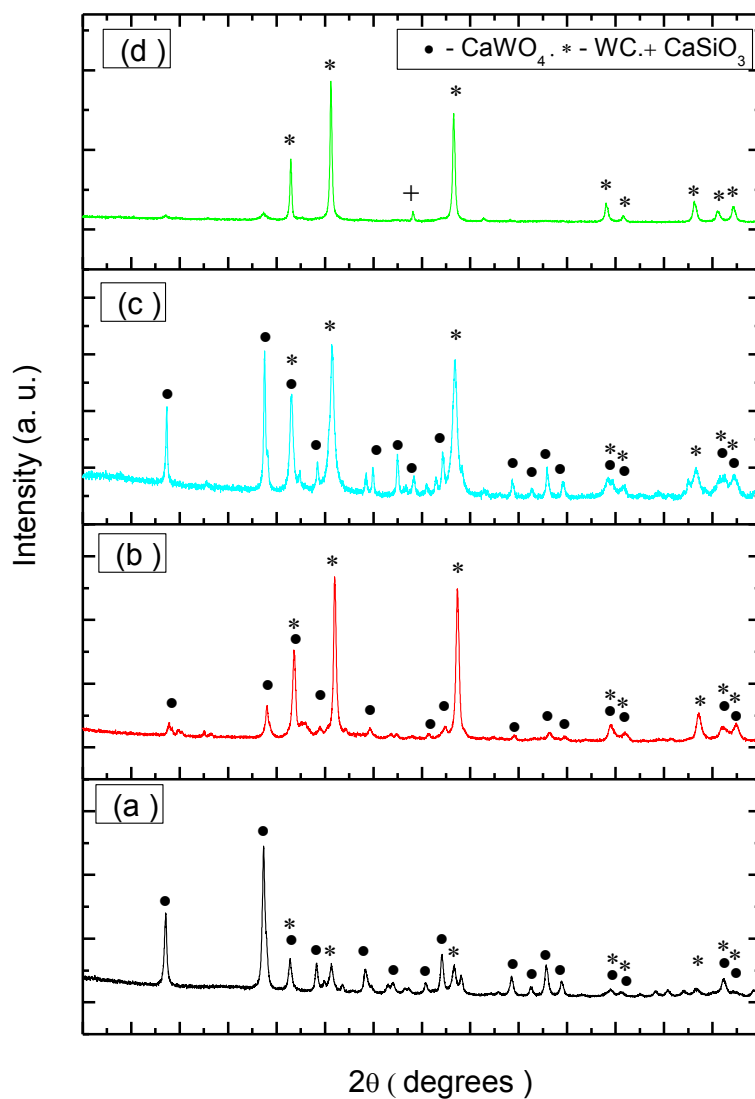 (d )
● - CaWO₄ . * - WC.+ CaSiO₃
(c )
Intensity (a. u. )
(b )
(a )
2θ ( degrees )